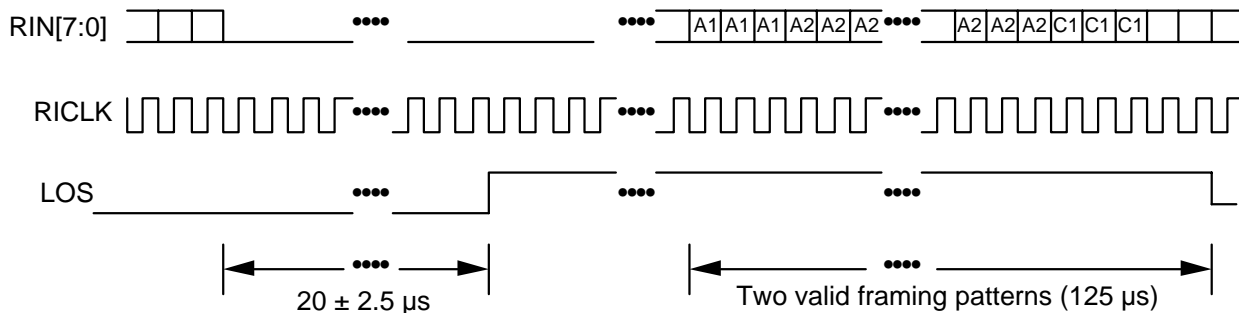 RIN[7:0]
A1 A1 A1 A2 A2 A2
A2 A2 A2 C1 C1 C1
RICLK
LOS
20 ± 2.5 µs
Two valid framing patterns (125 µs)